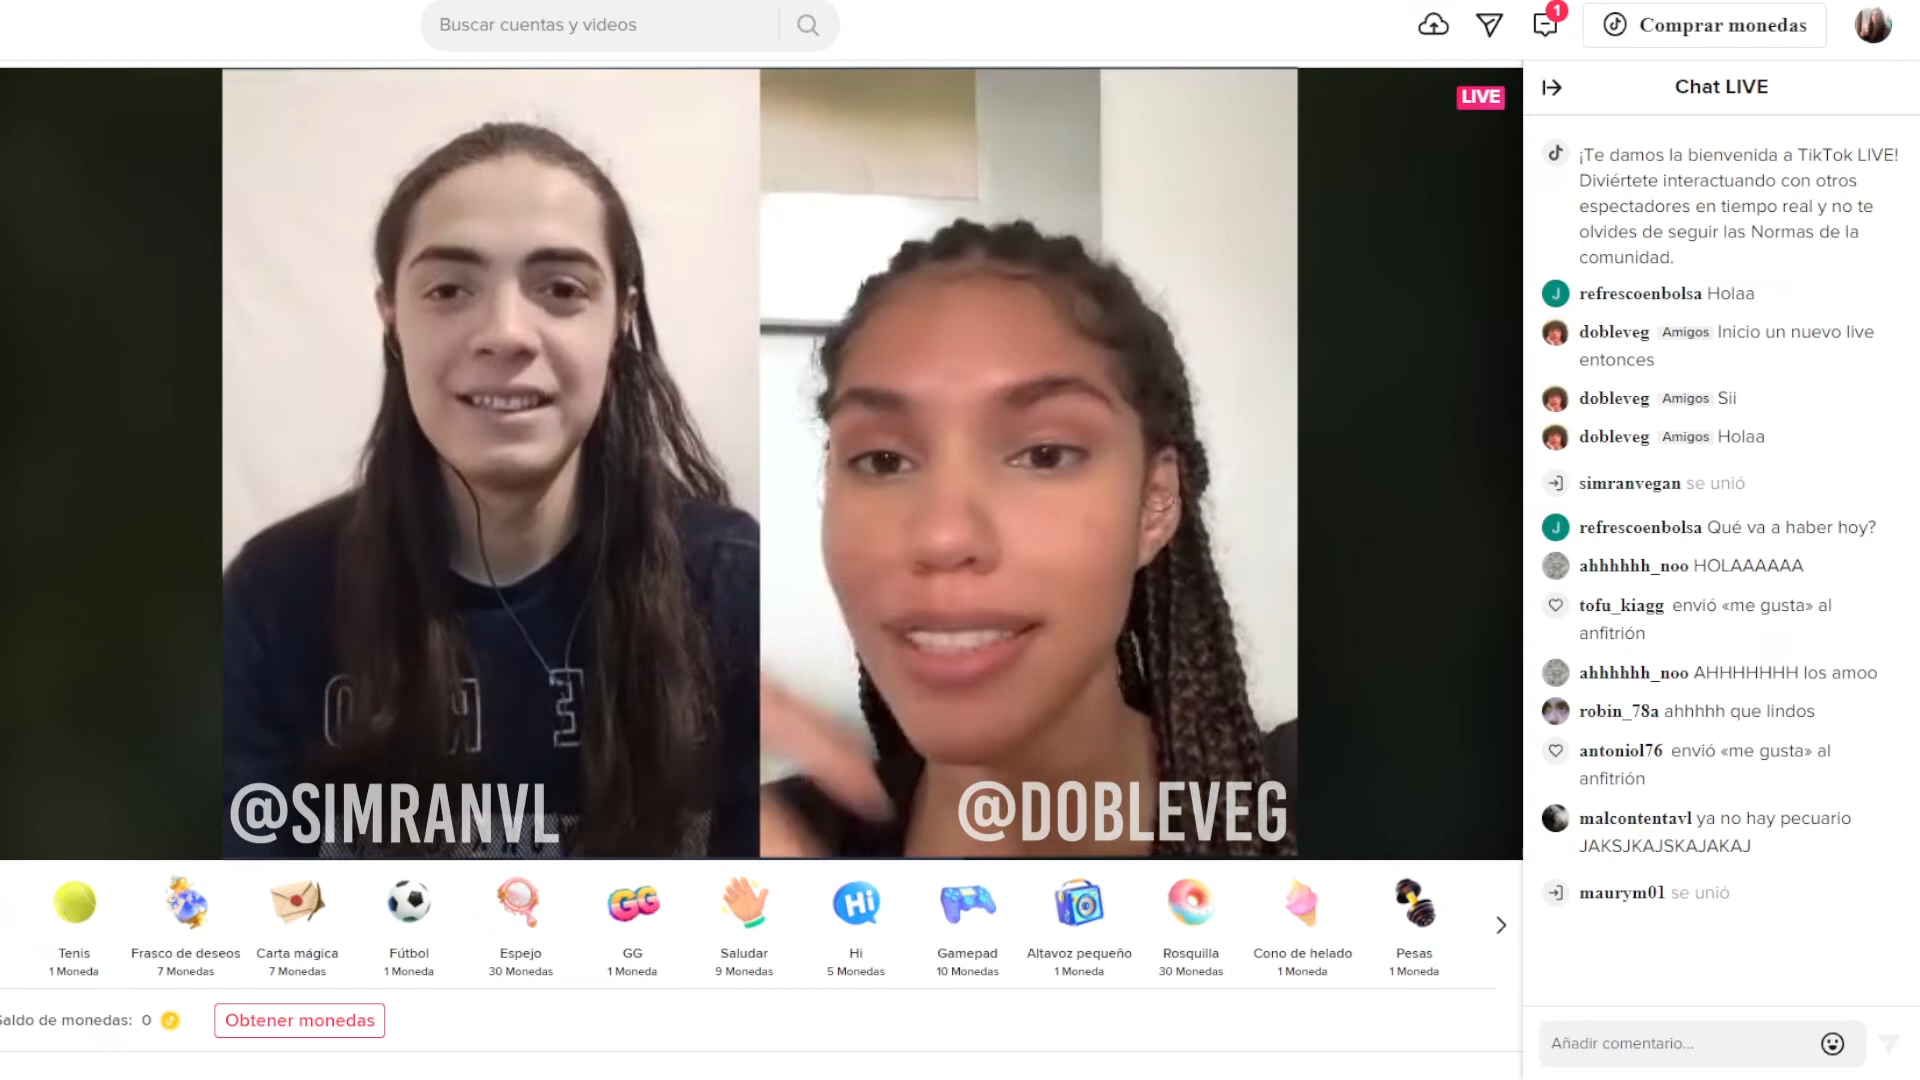 Buscar cuentas y videos
1
Comprar monedas
LIVE
Chat LIVE
¡Te damos la bienvenida a TikTok LIVE!
Diviértete interactuando con otros
espectadores en tiempo real y no te
olvides de seguir las Normas de la
comunidad.
J refrescoenbolsa Holaa
dobleveg Amigos Inicio un nuevo live
entonces
dobleveg Amigos Sii
dobleveg Amigos Holaa
simranvegan se unió
J refrescoenbolsa Qué va a haber hoy?
ahhhhhh_noo HOLAAAAAA
tofu_kiagg envió «me gusta» al
anfitrión
ahhhhhh_noo AHHHHHHH los amoo
robin_78a ahhhhh que lindos
antoniol76 envió «me gusta» al
anfitrión
malcontentavl ya no hay pecuario
JAKSJKAJSKAJAKAJ
maurym01 se unió
@SIMRANVL
@DOBLEVEG
GG
Hi
Tenis
1 Moneda
Frasco de deseos
7 Monedas
Carta mágica
7 Monedas
Fútbol
1 Moneda
Espejo
30 Monedas
GG
1 Moneda
Saludar
9 Monedas
Hi
5 Monedas
Gamepad
10 Monedas
Altavoz pequeño
1 Moneda
Rosquilla
30 Monedas
Cono de helado
1 Moneda
Pesas
1 Moneda
Saldo de monedas: 0
Obtener monedas
Añadir comentario...